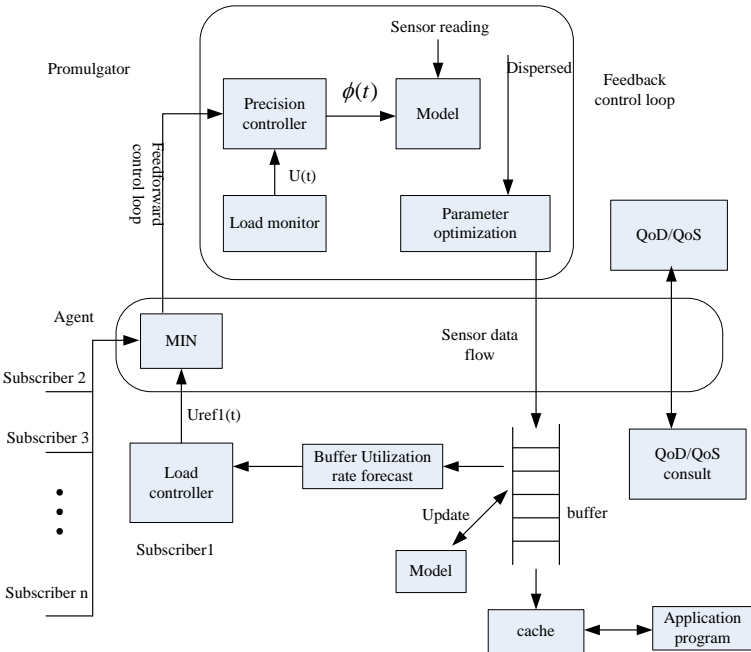 Sensor reading
Promulgator
Dispersed
Feedback
control loop
Precision
controller
ϕ(t)
Model
Feedforward
control loop
U(t)
Load monitor
Parameter
optimization
QoD/QoS
Agent
MIN
Sensor data
flow
Subscriber 2
Uref1(t)
Subscriber 3
Load
controller
Buffer Utilization
rate forecast
QoD/QoS
consult
Update
buffer
Subscriber1
Model
Subscriber n
cache
Application
program